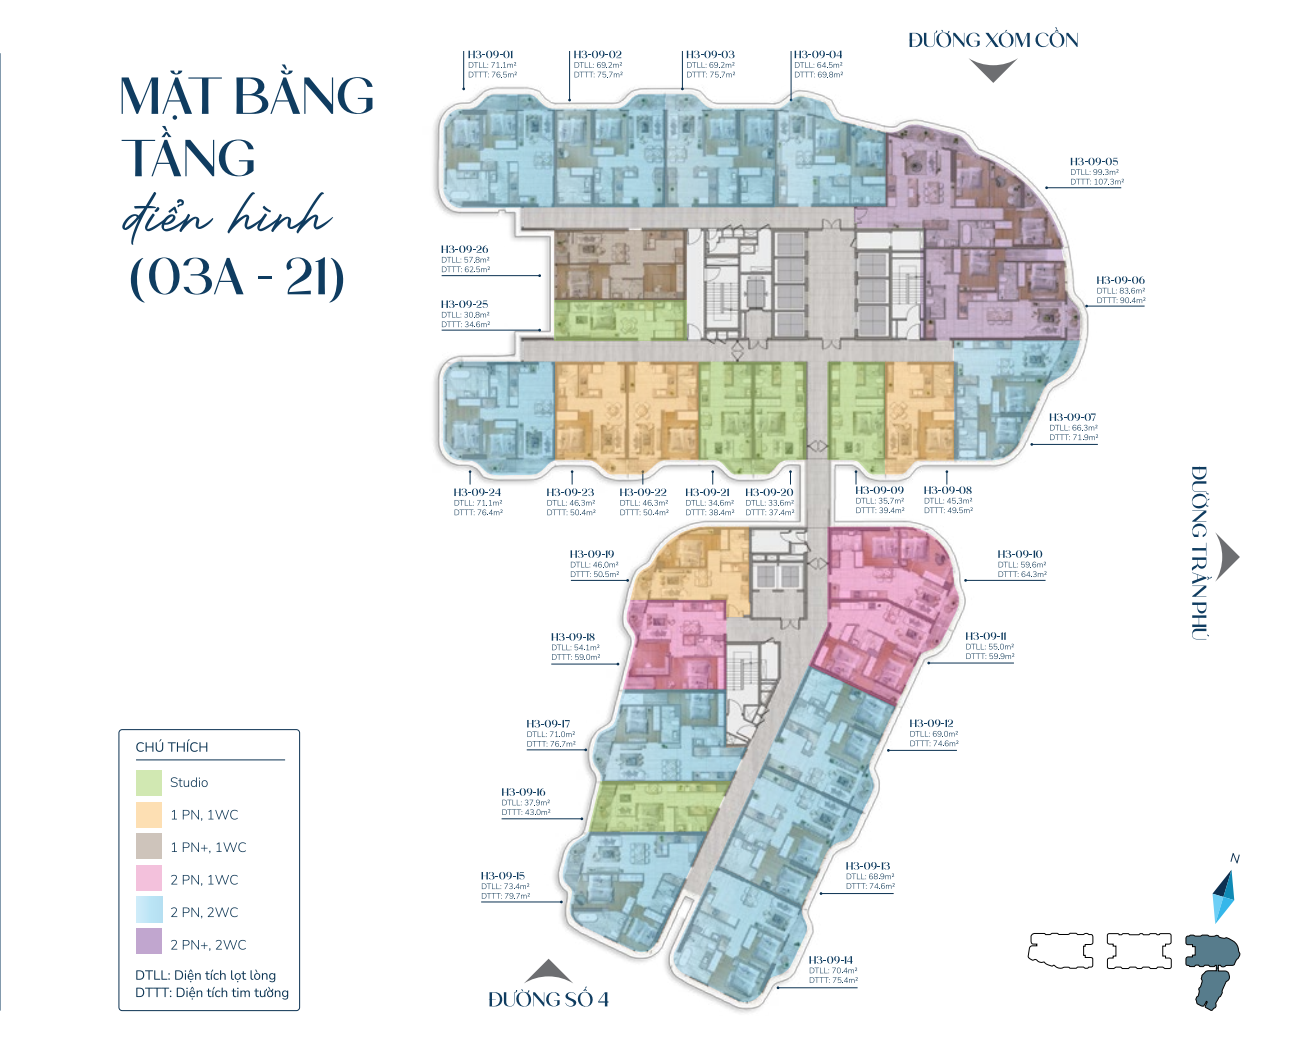 MẶT BẰNG
TẦNG
điển hình
(03A - 21)
ĐƯỜNG XÓM CỒN
H3-09-01
DTLL: 71.1m²
DTTT: 76.5m²
H3-09-02
DTLL: 69.2m²
DTTT: 75.7m²
H3-09-03
DTLL: 69.2m²
DTTT: 75.7m²
H3-09-04
DTLL: 64.5m²
DTTT: 69.8m²
H3-09-05
DTLL: 99.3m²
DTTT: 107.3m²
H3-09-26
DTLL: 57.8m²
DTTT: 62.5m²
H3-09-06
DTLL: 83.6m²
DTTT: 90.4m²
H3-09-25
DTLL: 30.8m²
DTTT: 34.6m²
H3-09-07
DTLL: 66.3m²
DTTT: 71.9m²
H3-09-24
DTLL: 71.1m²
DTTT: 76.4m²
H3-09-23
DTLL: 46.3m²
DTTT: 50.4m²
H3-09-22
DTLL: 46.3m²
DTTT: 50.4m²
H3-09-21
DTLL: 34.6m²
DTTT: 38.4m²
H3-09-20
DTLL: 33.6m²
DTTT: 37.4m²
H3-09-09
DTLL: 35.7m²
DTTT: 39.4m²
H3-09-08
DTLL: 45.3m²
DTTT: 49.5m²
ĐƯỜNG TRẦN PHÚ
H3-09-19
DTLL: 46.0m²
DTTT: 50.5m²
H3-09-10
DTLL: 59.6m²
DTTT: 64.3m²
H3-09-18
DTLL: 54.1m²
DTTT: 59.0m²
H3-09-11
DTLL: 55.0m²
DTTT: 59.9m²
H3-09-17
DTLL: 71.0m²
DTTT: 76.7m²
H3-09-12
DTLL: 69.0m²
DTTT: 74.6m²
H3-09-16
DTLL: 37.9m²
DTTT: 43.0m²
H3-09-15
DTLL: 73.4m²
DTTT: 79.7m²
H3-09-13
DTLL: 68.9m²
DTTT: 74.6m²
H3-09-14
DTLL: 70.4m²
DTTT: 75.4m²
ĐƯỜNG SỐ 4
CHÚ THÍCH
Studio
1 PN, 1WC
1 PN+, 1WC
2 PN, 1WC
2 PN, 2WC
2 PN+, 2WC
DTLL: Diện tích lọt lòng
DTTT: Diện tích tim tường
N